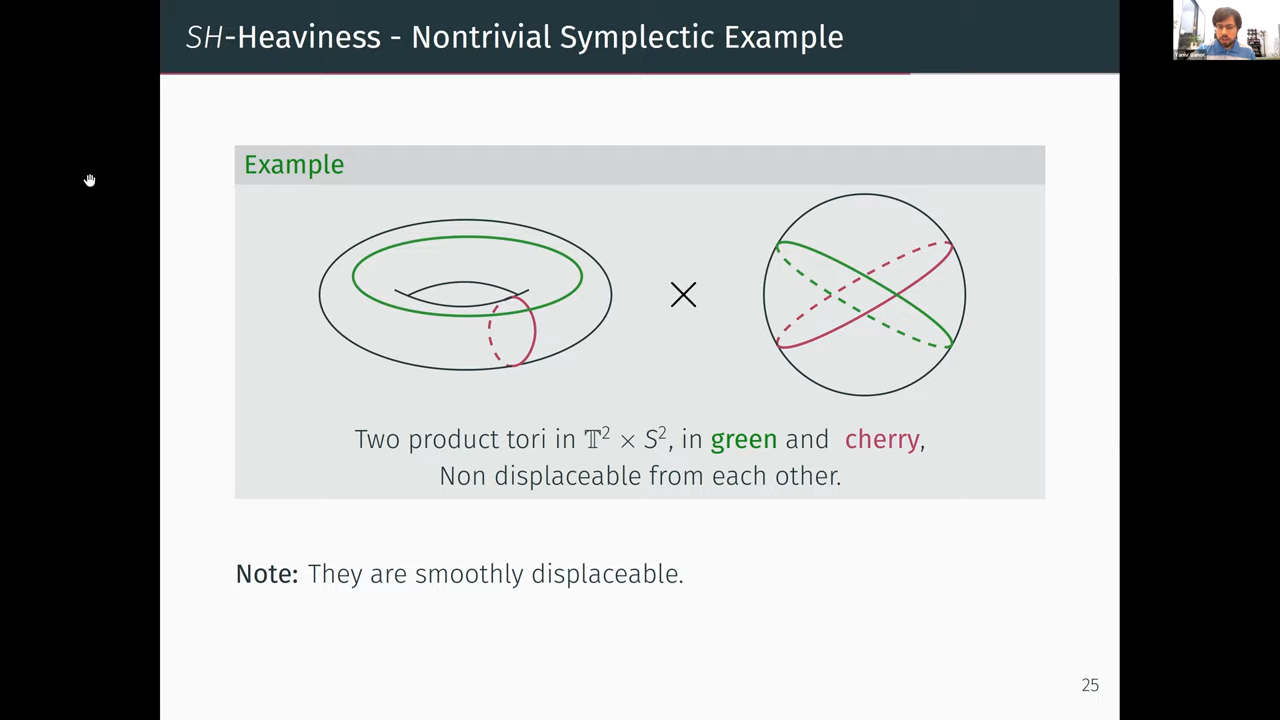 SH-Heaviness - Nontrivial Symplectic Example
Example
×
Two product tori in 𝕋² × S², in green and cherry,
Non displaceable from each other.
Note: They are smoothly displaceable.
25